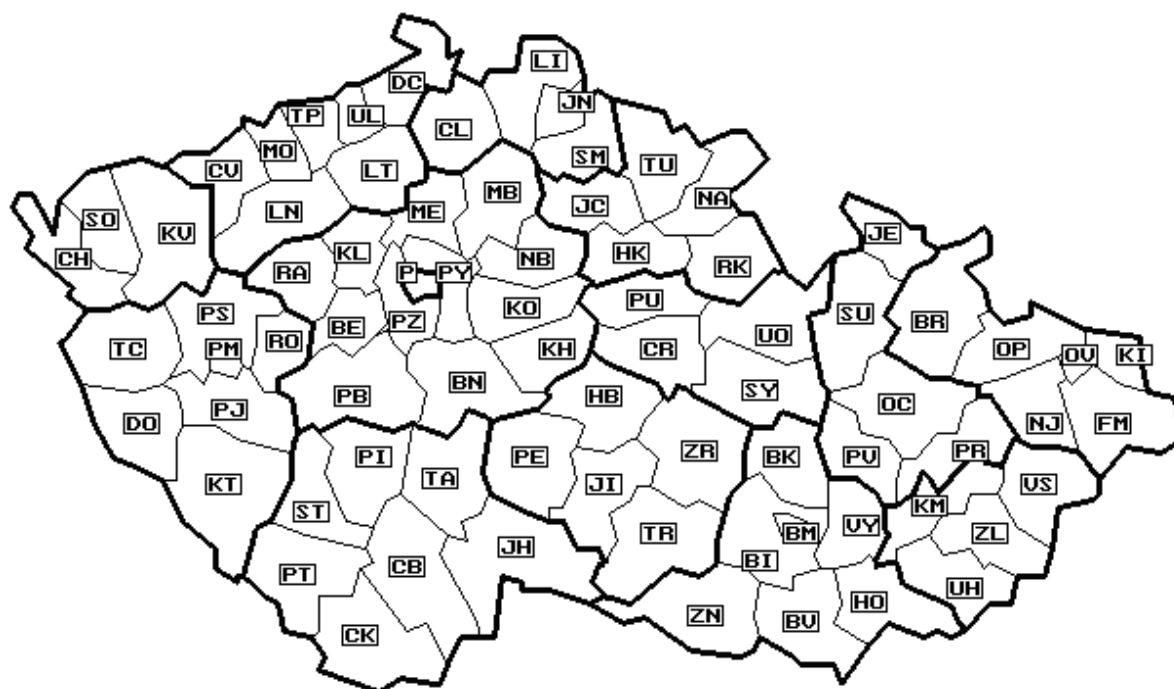 LI
DC
JN
TP
UL
CL
MO
SM
TU
CV
LT
MB
LN
ME
JC
NA
SO
KV
JE
CH
KL
HK
RA
P
PY
NB
RK
PS
BE
PZ
KO
PU
SU
BR
TC
PM
RO
KH
CR
UO
OP
OV
KI
PB
BN
HB
SY
OC
DO
PJ
NJ
FM
PI
PE
ZR
BK
PV
PR
KT
TA
JI
VS
ST
KM
TR
BM
VY
ZL
JH
BI
PT
CB
UH
HO
CK
ZN
BV